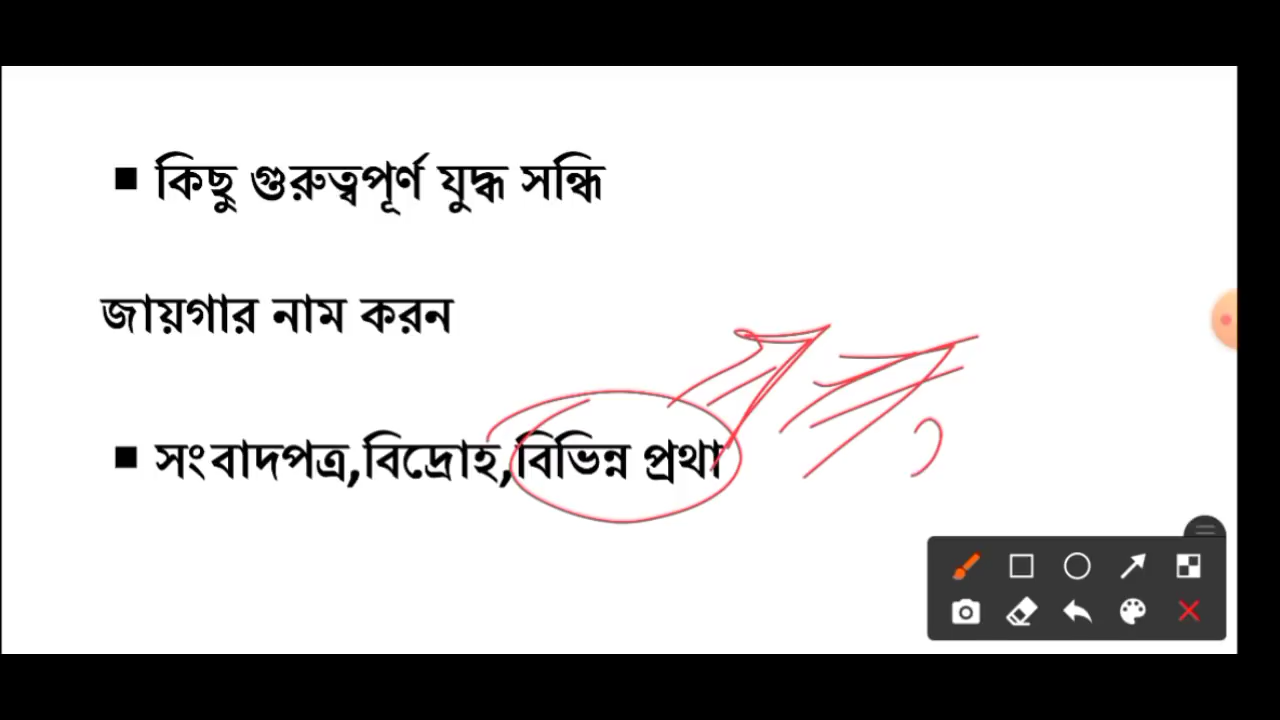 ■ কিছু গুরুত্বপূর্ণ যুদ্ধ সন্ধি
জায়গার নাম করন
■ সংবাদপত্র,বিদ্রোহ,বিভিন্ন প্রথা